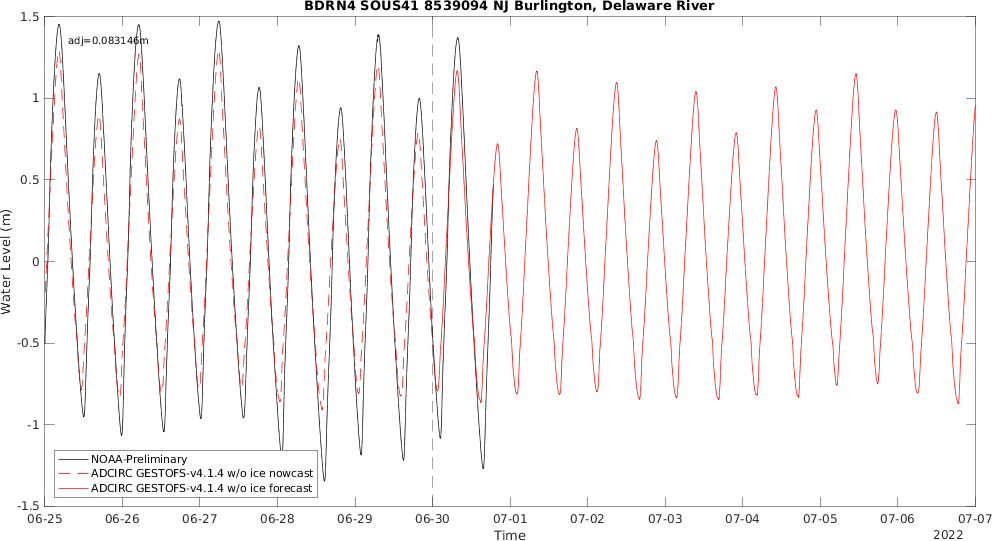 BDRN4 SOUS41 8539094 NJ Burlington, Delaware River
adj=0.083146m
1.5
1
0.5
0
-0.5
-1
-1.5
Water Level (m)
NOAA-Preliminary
ADCIRC GESTOFS-v4.1.4 w/o ice nowcast
ADCIRC GESTOFS-v4.1.4 w/o ice forecast
06-25 06-26 06-27 06-28 06-29 06-30 07-01 07-02 07-03 07-04 07-05 07-06 07-07
Time
2022